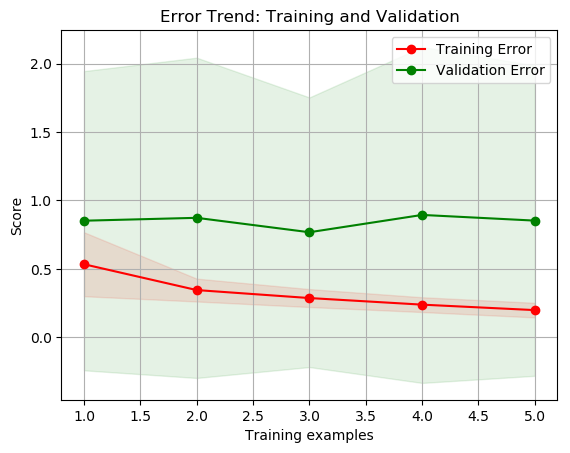 Error Trend: Training and Validation
Training Error
Validation Error
2.0
1.5
1.0
0.5
0.0
Score
1.0 1.5 2.0 2.5 3.0 3.5 4.0 4.5 5.0
Training examples